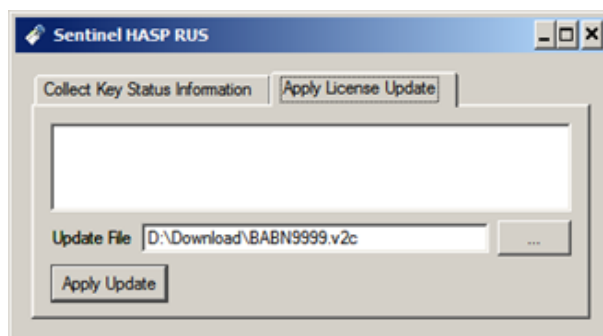 Sentinel HASP RUS
Collect Key Status Information Apply License Update
Update File D:\Download\BABN9999.v2c ...
Apply Update